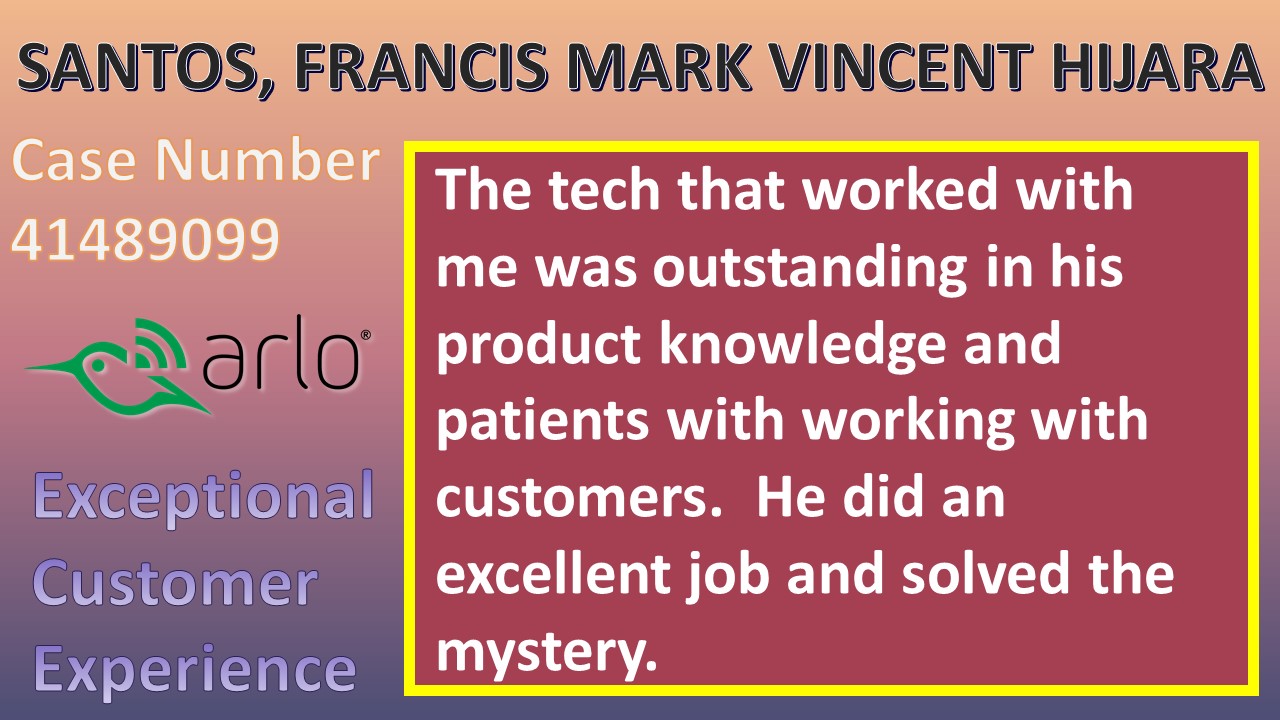 SANTOS, FRANCIS MARK VINCENT HIJARA
Case Number
41489099
arlo®
Exceptional
Customer
Experience
The tech that worked with
me was outstanding in his
product knowledge and
patients with working with
customers.  He did an
excellent job and solved the
mystery.